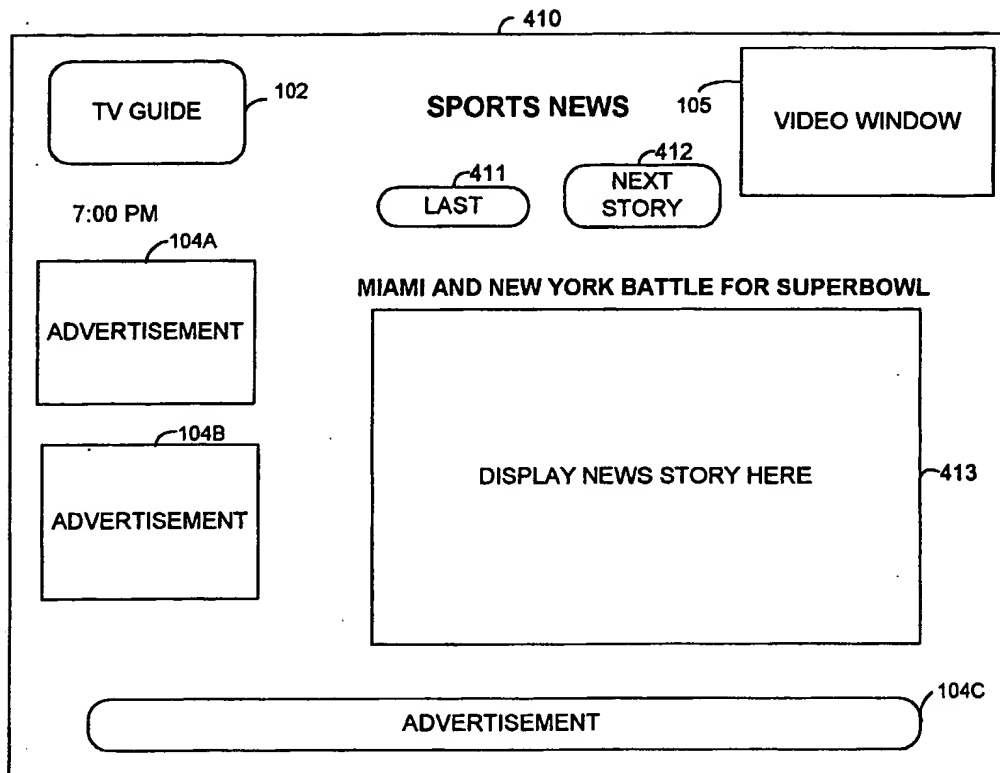 410
TV GUIDE
102
SPORTS NEWS
105
VIDEO WINDOW
411
LAST
412
NEXT
STORY
7:00 PM
104A
ADVERTISEMENT
104B
ADVERTISEMENT
MIAMI AND NEW YORK BATTLE FOR SUPERBOWL
DISPLAY NEWS STORY HERE
413
104C
ADVERTISEMENT